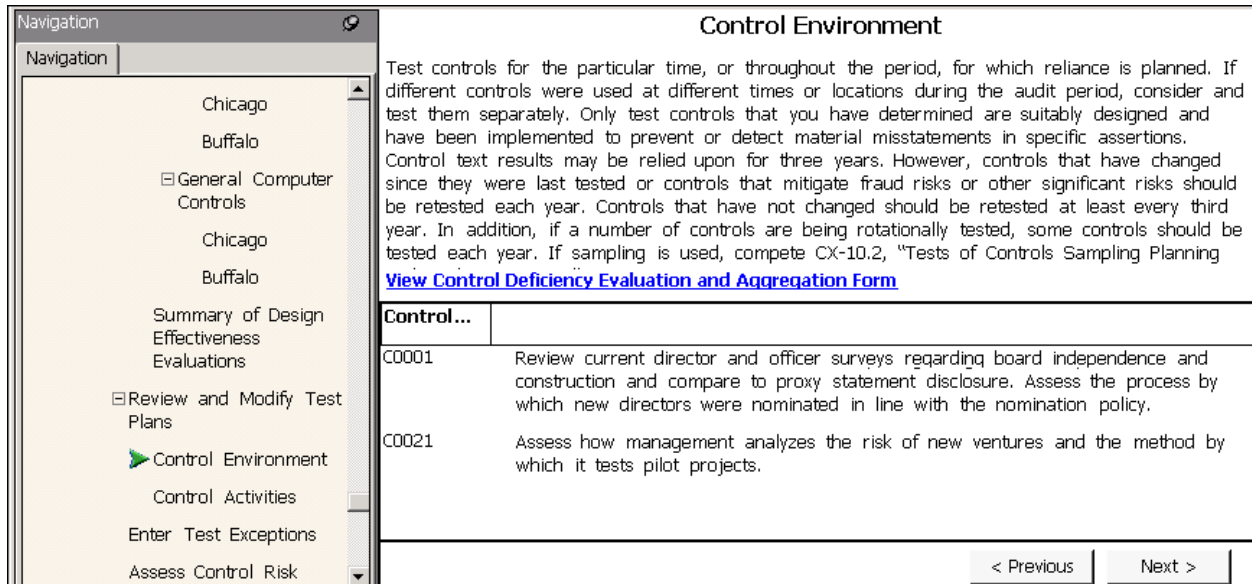 Navigation
Navigation
Chicago
Buffalo
General Computer
Controls
Chicago
Buffalo
Summary of Design
Effectiveness
Evaluations
Review and Modify Test
Plans
Control Environment
Control Activities
Enter Test Exceptions
Assess Control Risk
Control Environment
Test controls for the particular time, or throughout the period, for which reliance is planned. If
different controls were used at different times or locations during the audit period, consider and
test them separately. Only test controls that you have determined are suitably designed and
have been implemented to prevent or detect material misstatements in specific assertions.
Control text results may be relied upon for three years. However, controls that have changed
since they were last tested or controls that mitigate fraud risks or other significant risks should
be retested each year. Controls that have not changed should be retested at least every third
year. In addition, if a number of controls are being rotationally tested, some controls should be
tested each year. If sampling is used, compete CX-10.2, "Tests of Controls Sampling Planning
View Control Deficiency Evaluation and Aggregation Form
Control...
C0001 Review current director and officer surveys regarding board independence and
construction and compare to proxy statement disclosure. Assess the process by
which new directors were nominated in line with the nomination policy.
C0021 Assess how management analyzes the risk of new ventures and the method by
which it tests pilot projects.
< Previous Next >